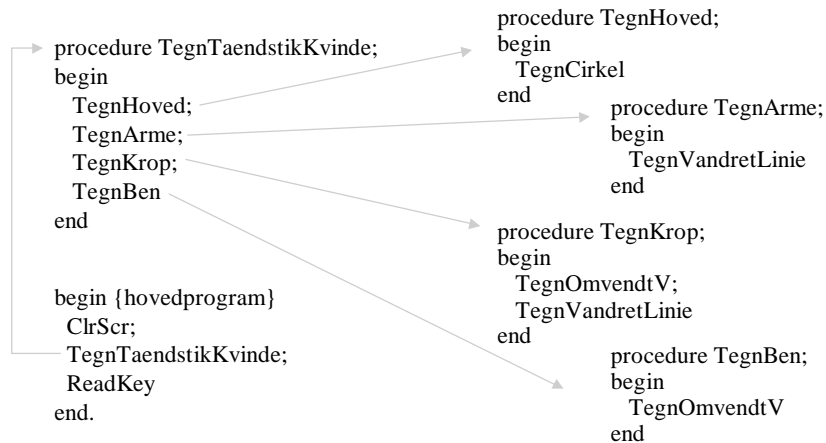 procedure TegnTaendstikKvinde;
begin
TegnHoved;
TegnArme;
TegnKrop;
TegnBen
end
begin {hovedprogram}
ClrScr;
TegnTaendstikKvinde;
ReadKey
end.
procedure TegnHoved;
begin
TegnCirkel
end
procedure TegnArme;
begin
TegnVandretLinie
end
procedure TegnKrop;
begin
TegnOmvendtV;
TegnVandretLinie
end
procedure TegnBen;
begin
TegnOmvendtV
end